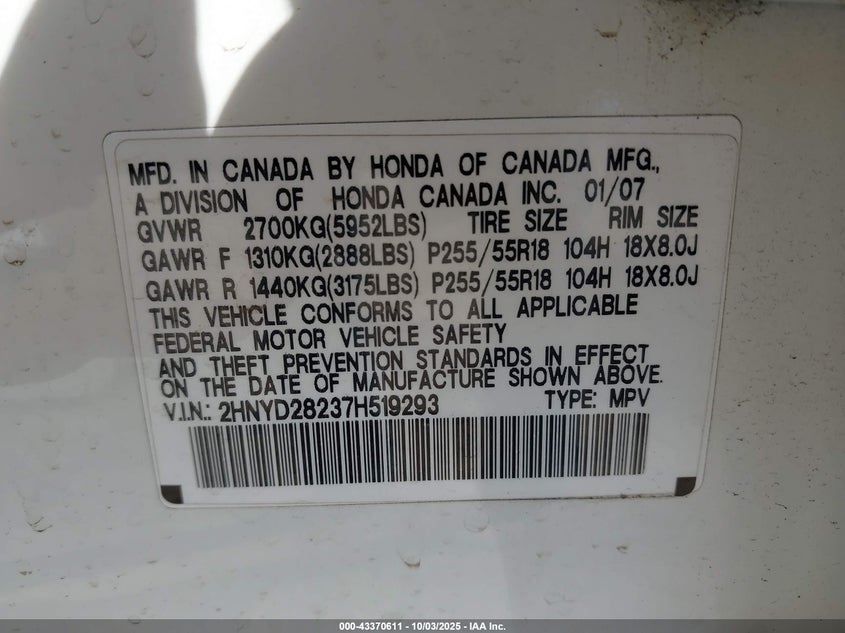 MFD. IN CANADA BY HONDA OF CANADA MFG.,
A DIVISION OF HONDA CANADA INC. 01/07
GVWR 2700KG(5952LBS) TIRE SIZE RIM SIZE
GAWR F 1310KG(2888LBS) P255/55R18 104H 18X8.0J
GAWR R 1440KG(3175LBS) P255/55R18 104H 18X8.0J
THIS VEHICLE CONFORMS TO ALL APPLICABLE
FEDERAL MOTOR VEHICLE SAFETY
AND THEFT PREVENTION STANDARDS IN EFFECT
ON THE DATE OF MANUFACTURE SHOWN ABOVE.
V.I.N.: 2HNYD28237H519293 TYPE: MPV
000-43370611 - 10/03/2025 - IAA Inc.